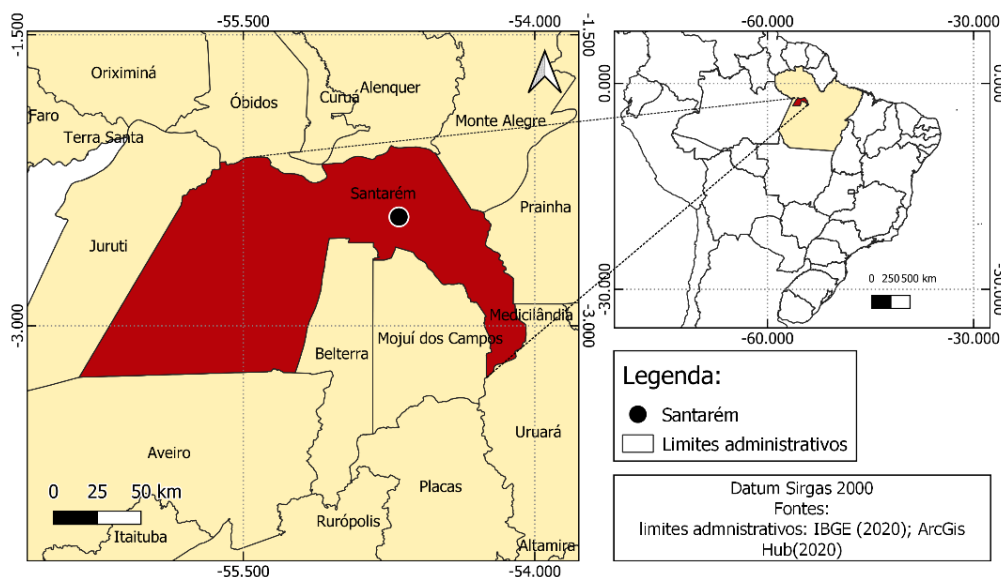 -55.500
-54.000
-1.500
-1.500
Oriximiná
Alenquer
Óbidos
Curuá
Faro
Terra Santa
Monte Alegre
Santarém
Prainha
Juruti
-3.000
-3.000
Medicilândia
Mojuí dos Campos
Belterra
Uruará
Aveiro
Placas
0 25 50 km
Rurópolis
Itaituba
Altamira
-55.500
-54.000
-60.000
-30.000
0.000
0.000
0 250 500 km
-30.000
-30.000
-60.000
-30.000
Legenda:
Santarém
Limites administrativos
Datum Sirgas 2000
Fontes:
limites admnistrativos: IBGE (2020); ArcGis
Hub(2020)